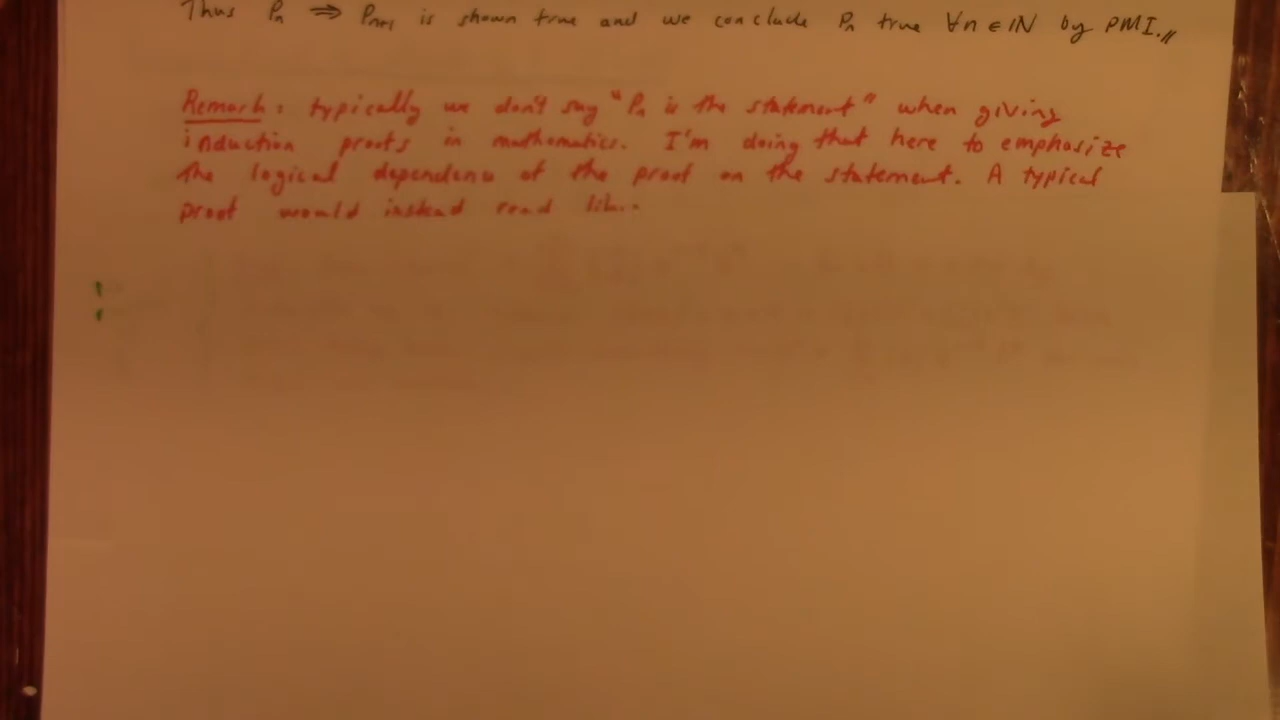 Thus Pn ⇒ Pn+1 is shown true and we conclude Pn true ∀n ∈ ℕ by PMI.//
Remark: typically we don't say "Pn is the statement" when giving
induction proofs in mathematics. I'm doing that here to emphasize
the logical dependence of the proof on the statement. A typical
proof would instead read like..